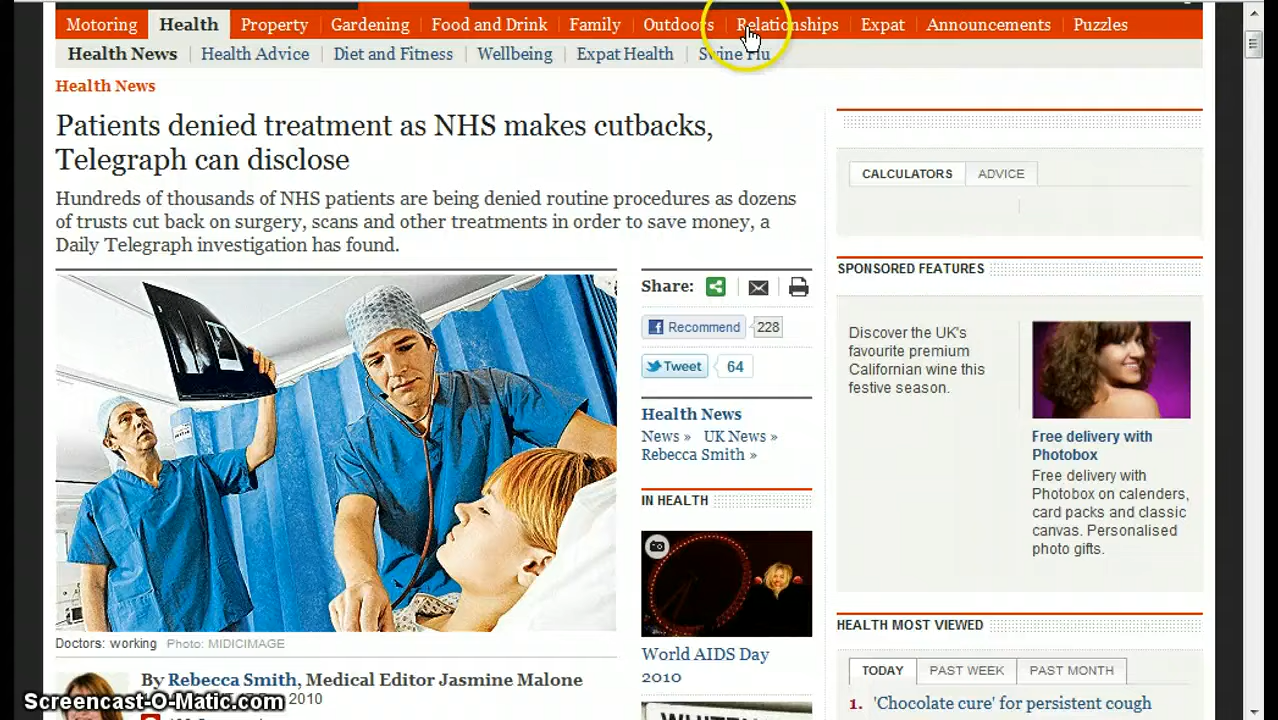 Motoring Health Property Gardening Food and Drink Family Outdoors Relationships Expat Announcements Puzzles
Health News Health Advice Diet and Fitness Wellbeing Expat Health Swine Flu
Health News
Patients denied treatment as NHS makes cutbacks,
Telegraph can disclose
Hundreds of thousands of NHS patients are being denied routine procedures as dozens
of trusts cut back on surgery, scans and other treatments in order to save money, a
Daily Telegraph investigation has found.
Doctors: working Photo: MIDICIMAGE
By Rebecca Smith, Medical Editor Jasmine Malone
2010
Share:
Recommend 228
Tweet 64
Health News
News » UK News »
Rebecca Smith »
IN HEALTH
World AIDS Day
2010
CALCULATORS ADVICE
SPONSORED FEATURES
Discover the UK's
favourite premium
Californian wine this
festive season.
Free delivery with
Photobox
Free delivery with
Photobox on calenders,
card packs and classic
canvas. Personalised
photo gifts.
HEALTH MOST VIEWED
TODAY PAST WEEK PAST MONTH
1. 'Chocolate cure' for persistent cough
Screencast-O-Matic.com